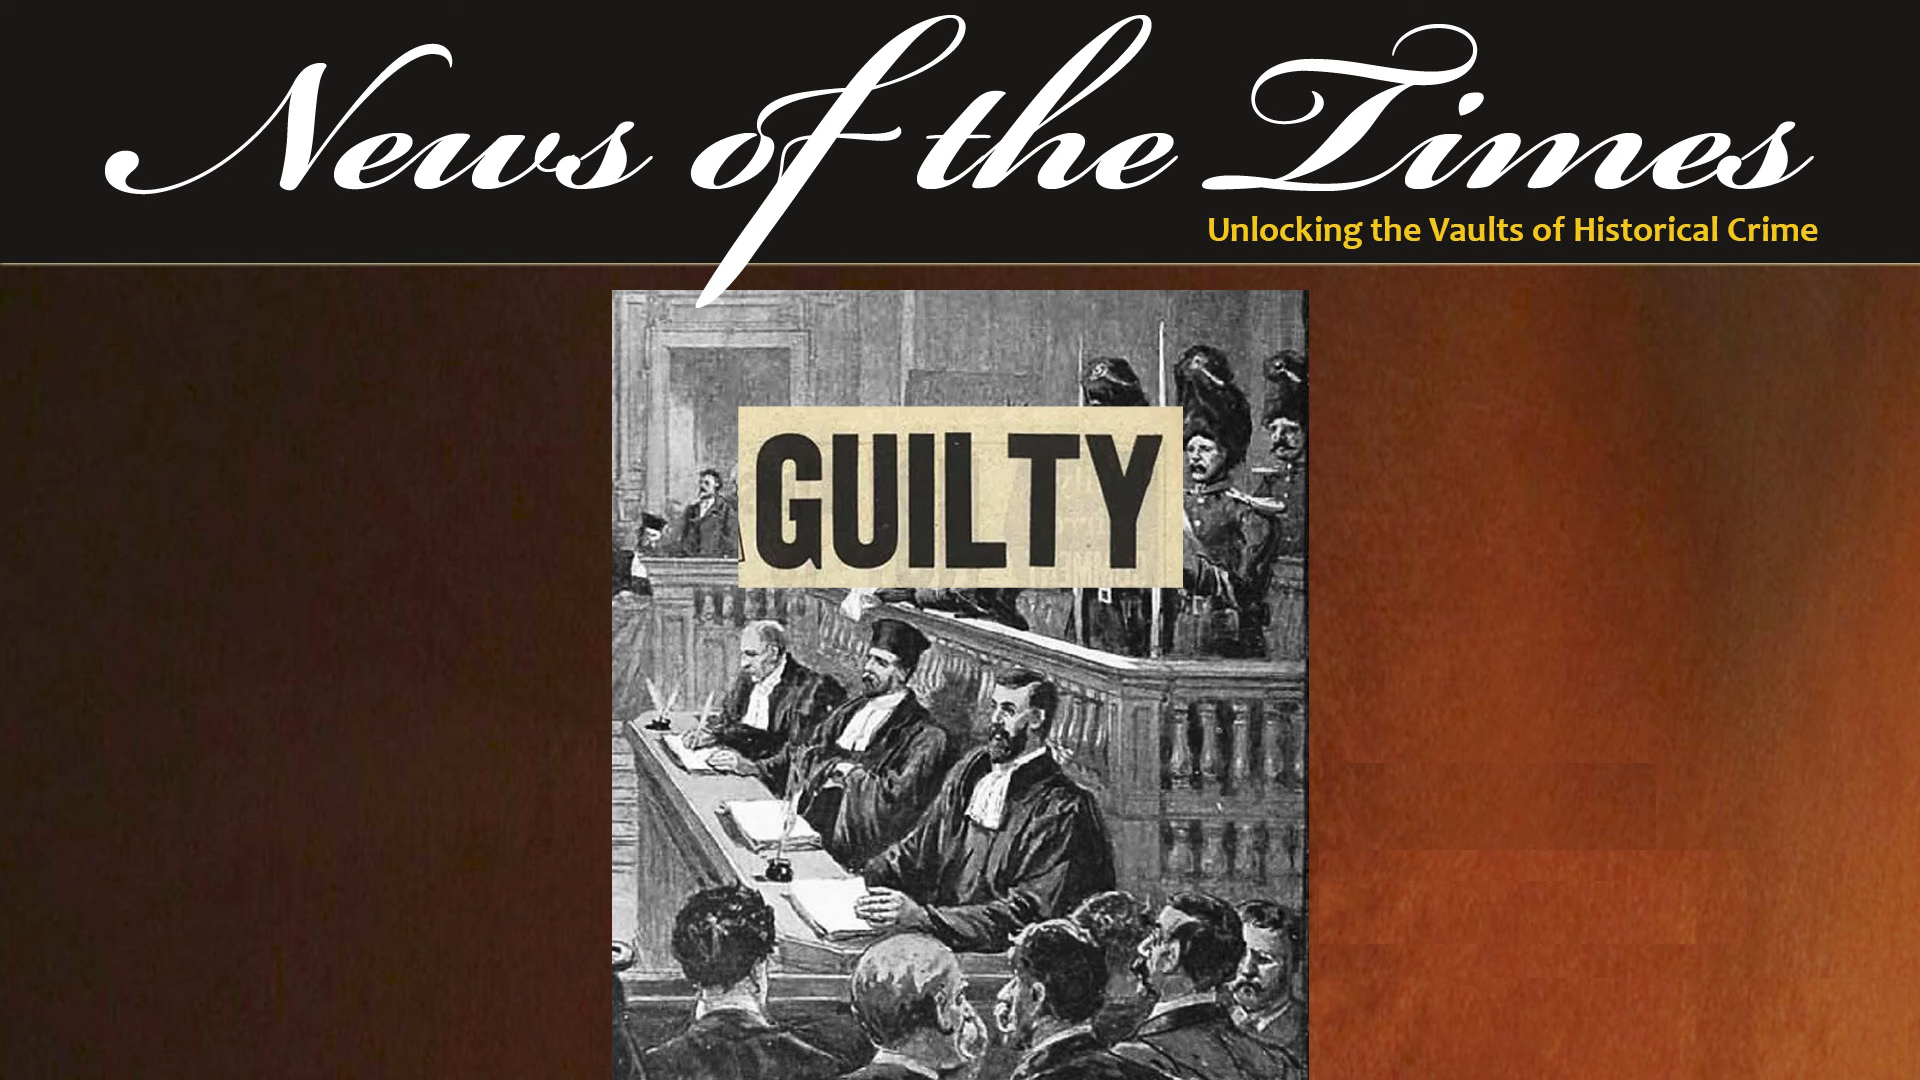 News of the Times
Unlocking the Vaults of Historical Crime
GUILTY